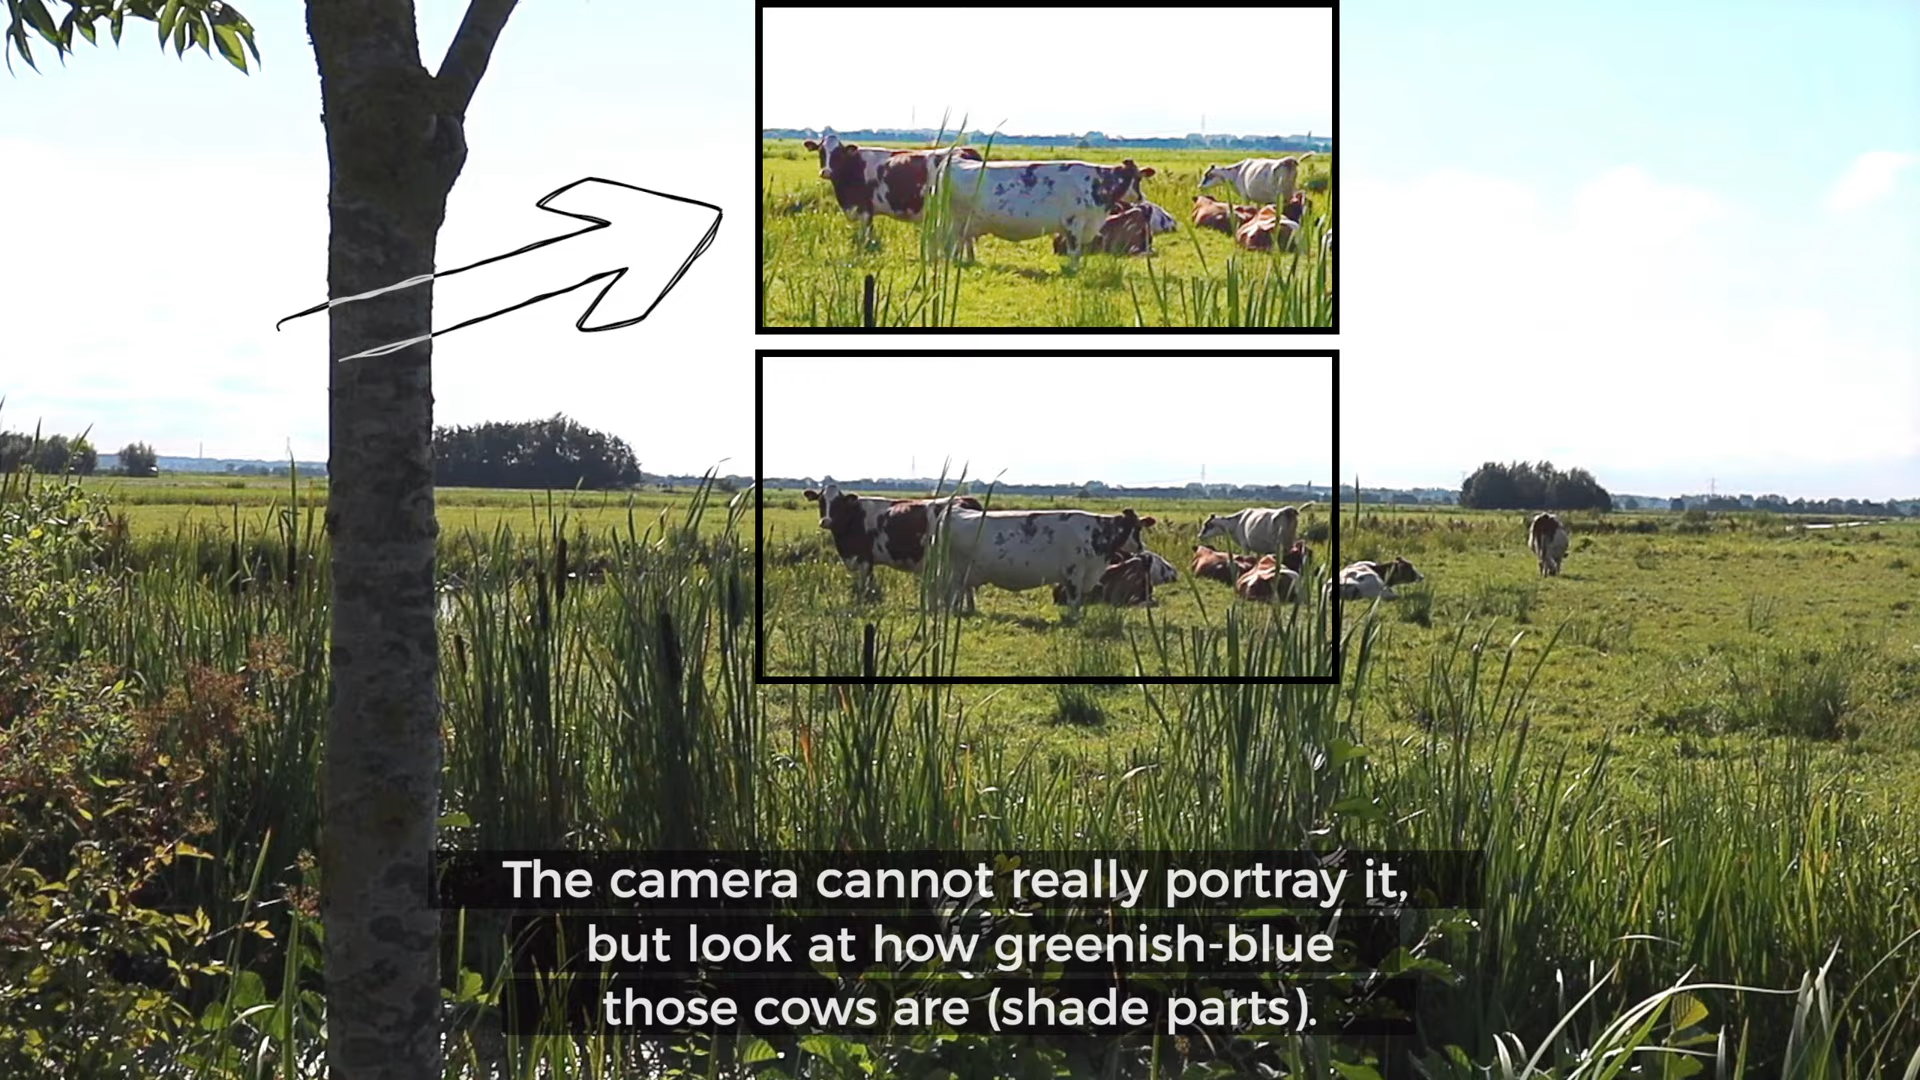 The camera cannot really portray it,
but look at how greenish-blue
those cows are (shade parts).